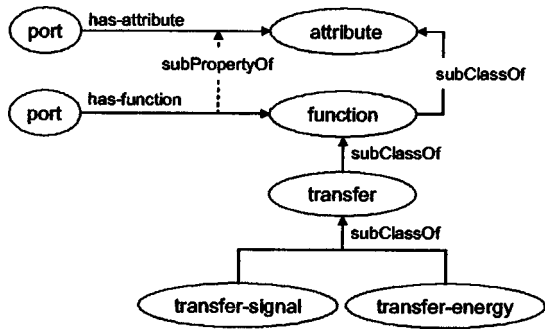 port
has-attribute
attribute
subPropertyOf
subClassOf
port
has-function
function
subClassOf
transfer
subClassOf
transfer-signal
transfer-energy